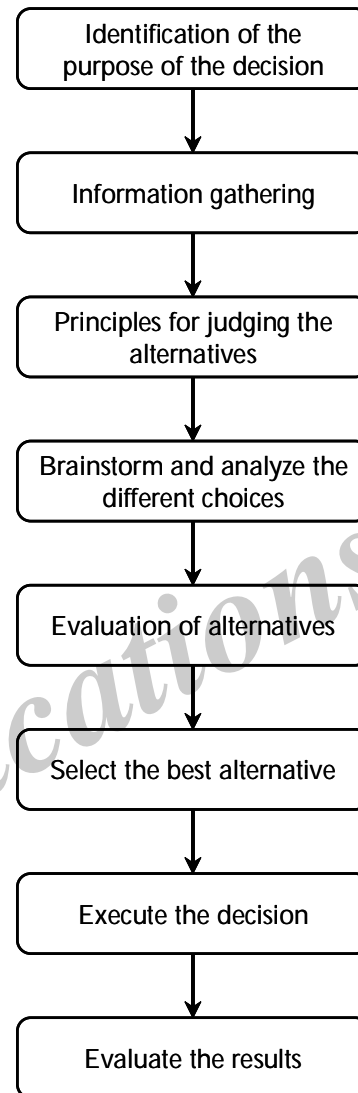 Identification of the
purpose of the decision
Information gathering
Principles for judging the
alternatives
Brainstorm and analyze the
different choices
Evaluation of alternatives
Select the best alternative
Execute the decision
Evaluate the results